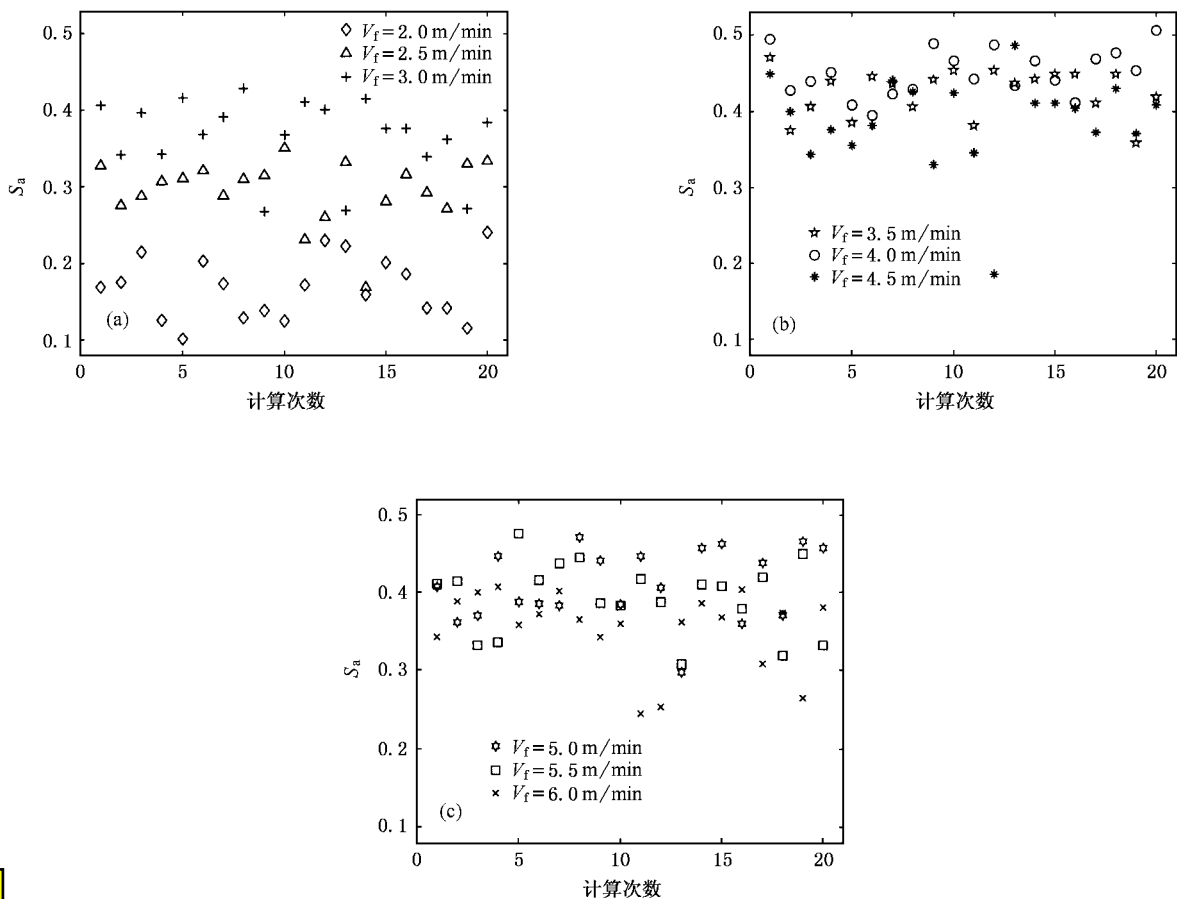 0.5
0.4
0.3
0.2
0.1
Sa
Vf=2.0 m/min
Vf=2.5 m/min
Vf=3.0 m/min
(a)
0 5 10 15 20
计算次数
0.5
0.4
0.3
0.2
0.1
Sa
Vf=3.5 m/min
Vf=4.0 m/min
Vf=4.5 m/min
(b)
0 5 10 15 20
计算次数
0.5
0.4
0.3
0.2
0.1
Sa
Vf=5.0 m/min
Vf=5.5 m/min
Vf=6.0 m/min
(c)
0 5 10 15 20
计算次数